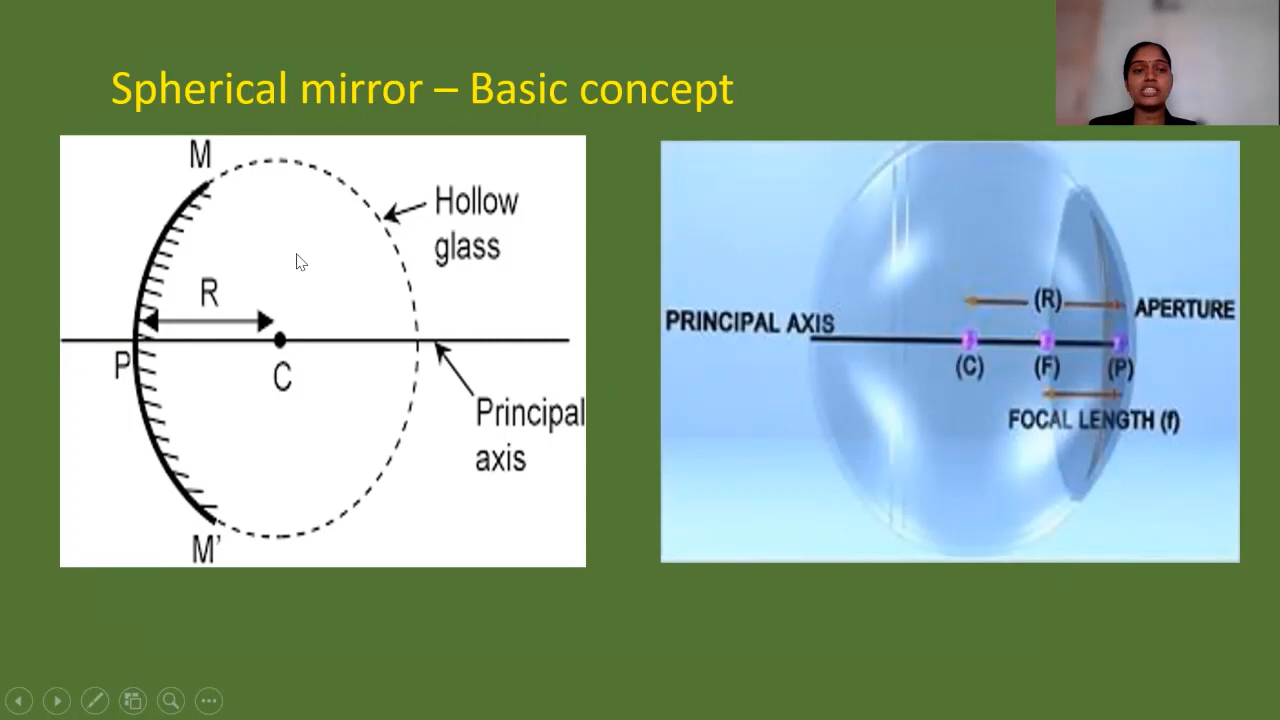 Spherical mirror – Basic concept
M
Hollow
glass
R
P
C
Principal
axis
M'
(R)
APERTURE
PRINCIPAL AXIS
(C)
(F)
(P)
FOCAL LENGTH (f)